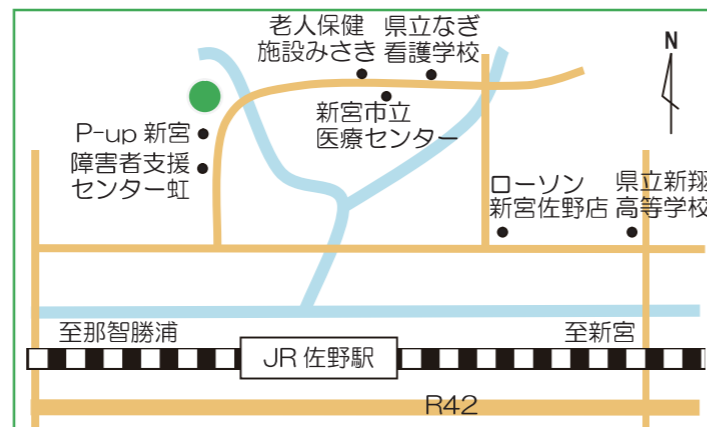 老人保健
施設みさき
県立なぎ
看護学校
N
P-up 新宮
新宮市立
医療センター
障害者支援
センター虹
ローソン
新宮佐野店
県立新翔
高等学校
至那智勝浦
至新宮
JR 佐野駅
R42